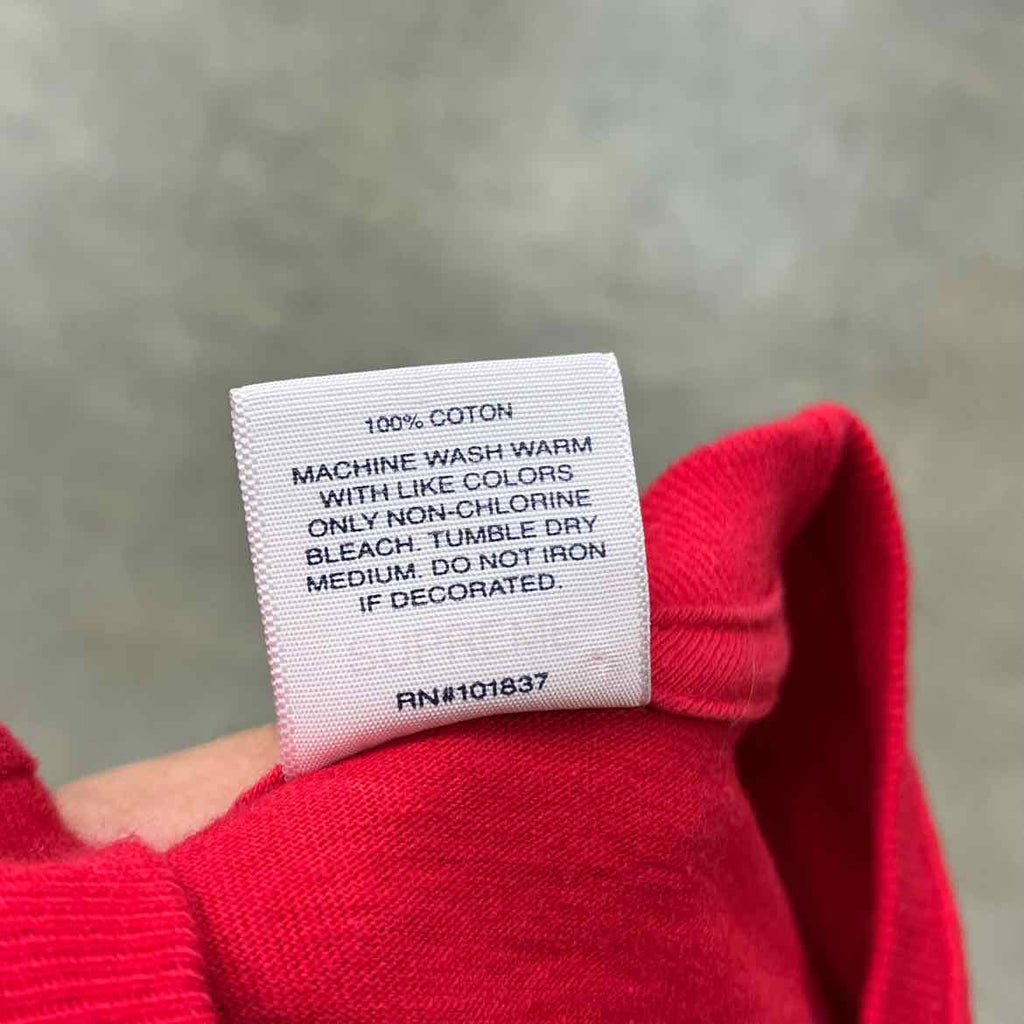 100% COTON
MACHINE WASH WARM
WITH LIKE COLORS
ONLY NON-CHLORINE
BLEACH. TUMBLE DRY
MEDIUM. DO NOT IRON
IF DECORATED.
RN#101837